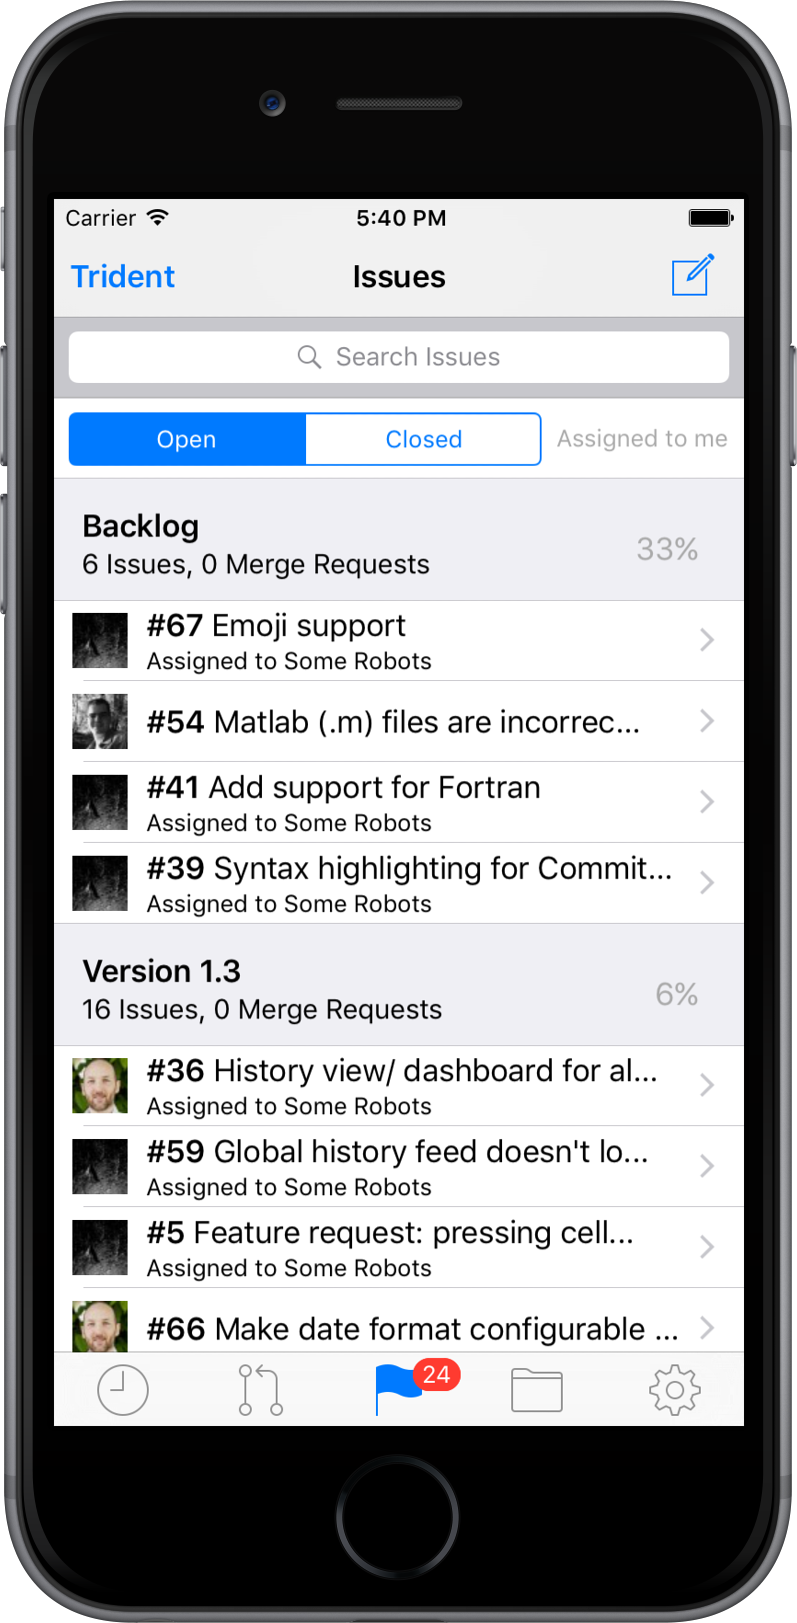 Carrier 5:40 PM
Trident Issues
Search Issues
Open Closed Assigned to me
Backlog
6 Issues, 0 Merge Requests
33%
#67 Emoji support
Assigned to Some Robots
#54 Matlab (.m) files are incorrec...
#41 Add support for Fortran
Assigned to Some Robots
#39 Syntax highlighting for Commit...
Assigned to Some Robots
Version 1.3
16 Issues, 0 Merge Requests
6%
#36 History view/ dashboard for al...
Assigned to Some Robots
#59 Global history feed doesn't lo...
Assigned to Some Robots
#5 Feature request: pressing cell...
Assigned to Some Robots
#66 Make date format configurable ...
24